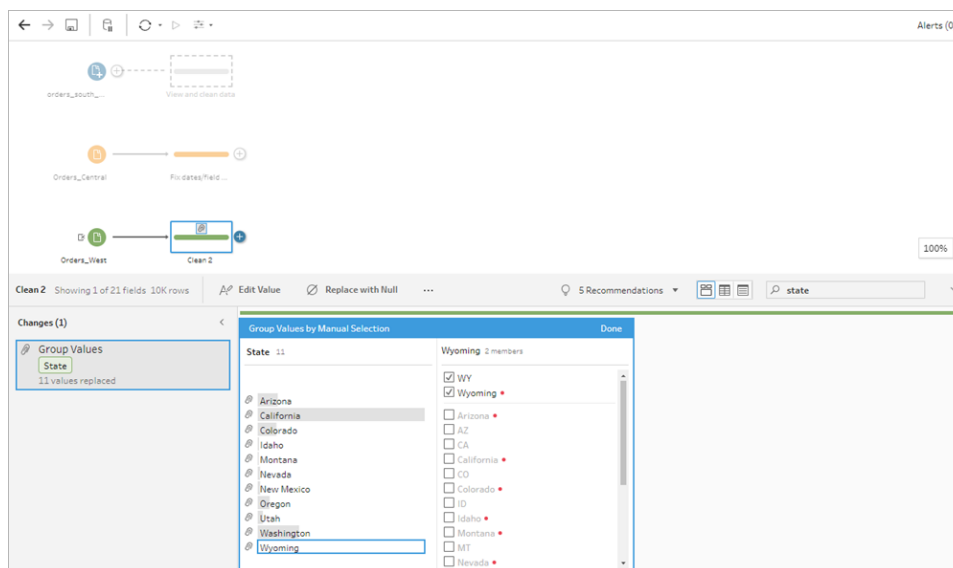 Alerts (0
orders_south_...
View and clean data
Orders_Central
Fix dates/field ...
Orders_West
Clean 2
100%
Clean 2 Showing 1 of 21 fields 10K rows
Edit Value
Replace with Null
...
5 Recommendations
state
Changes (1)
Group Values
State
11 values replaced
Group Values by Manual Selection
Done
State 11
Arizona
California
Colorado
Idaho
Montana
Nevada
New Mexico
Oregon
Utah
Washington
Wyoming
Wyoming 2 members
WY
Wyoming
Arizona
AZ
CA
California
CO
Colorado
ID
Idaho
Montana
MT
Nevada